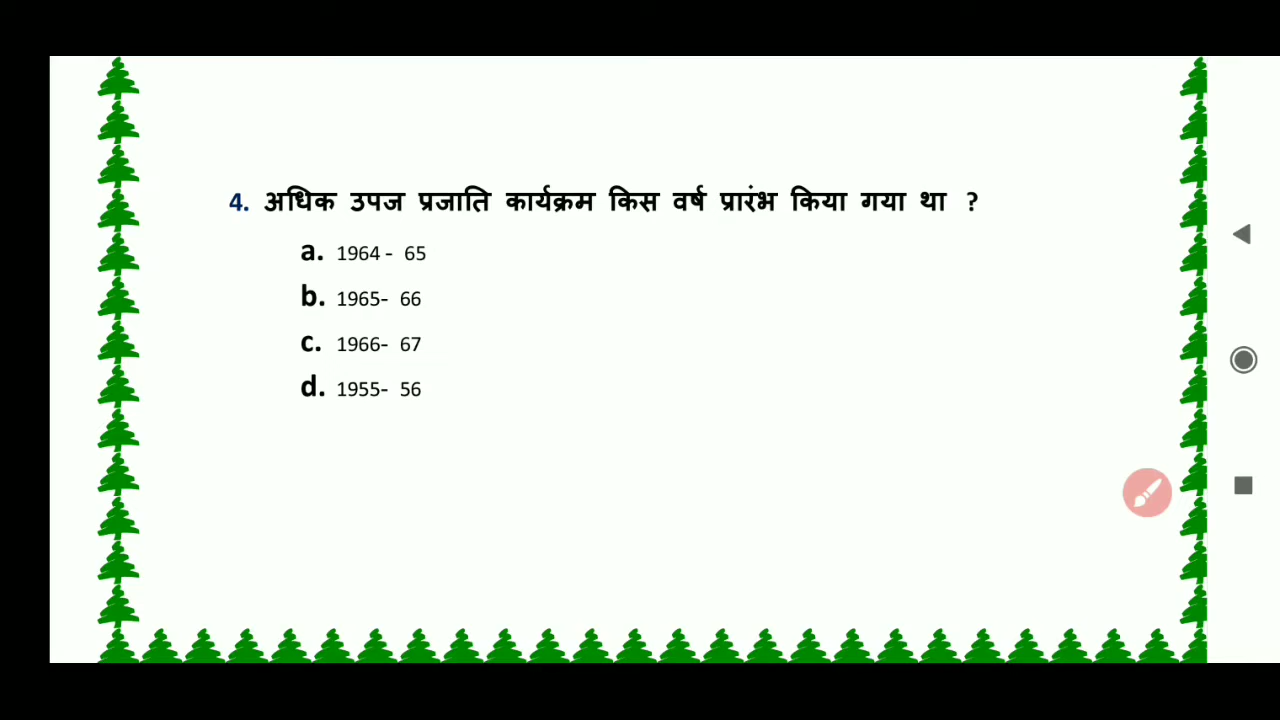 4. अधिक उपज प्रजाति कार्यक्रम किस वर्ष प्रारंभ किया गया था ?
a. 1964 - 65
b. 1965- 66
c. 1966- 67
d. 1955- 56